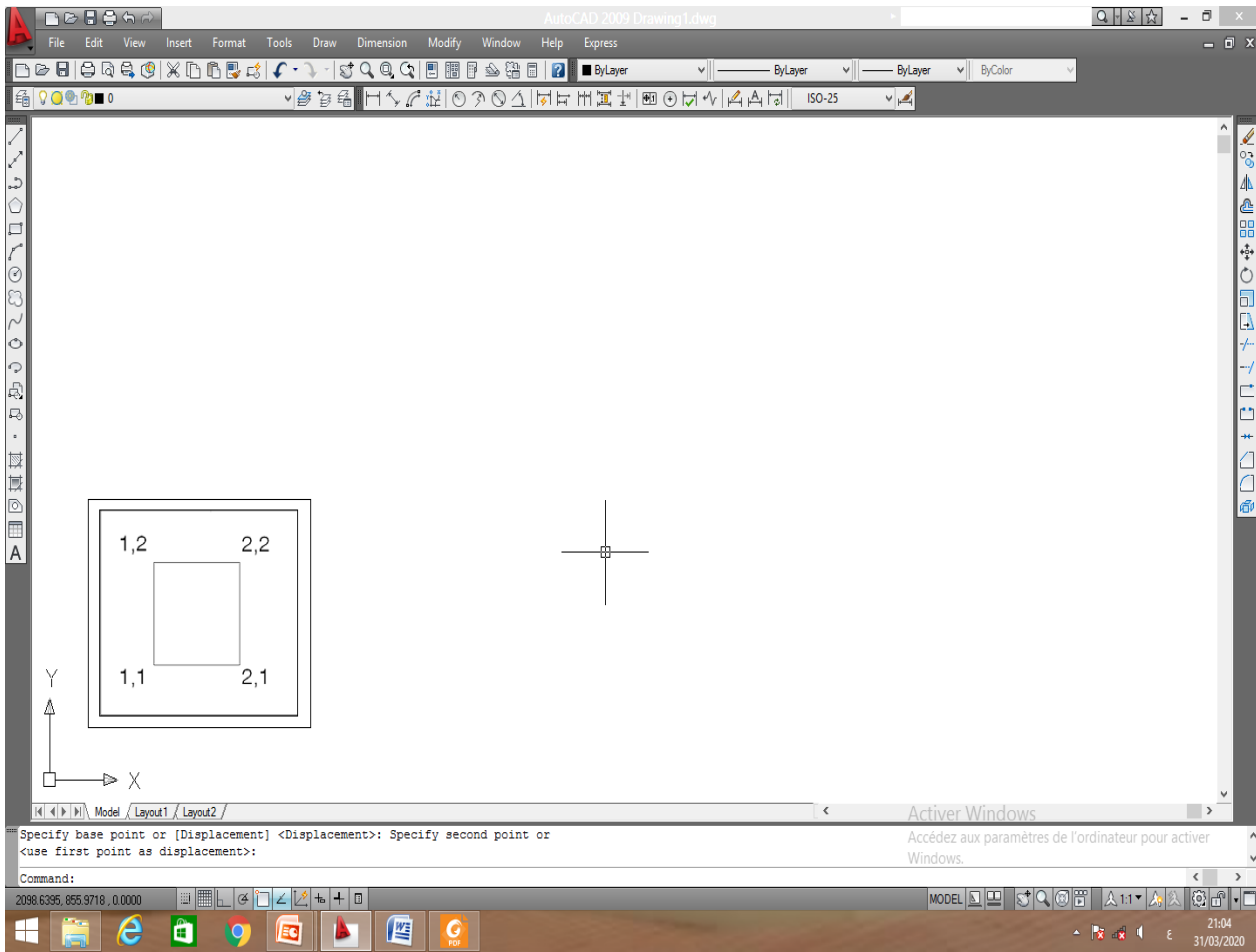 AutoCAD 2009 Drawing1.dwg
File Edit View Insert Format Tools Draw Dimension Modify Window Help Express
ByLayer ByLayer ByLayer ByColor
0 ISO-25
A
1,2 2,2
1,1 2,1
Y
X
Model Layout1 Layout2
Activer Windows
Accédez aux paramètres de l'ordinateur pour activer
Windows.
Specify base point or [Displacement] <Displacement>: Specify second point or
<use first point as displacement>:
Command:
2098.6395, 855.9718 , 0.0000 MODEL 1:1
PDF
ع
21:04
31/03/2020